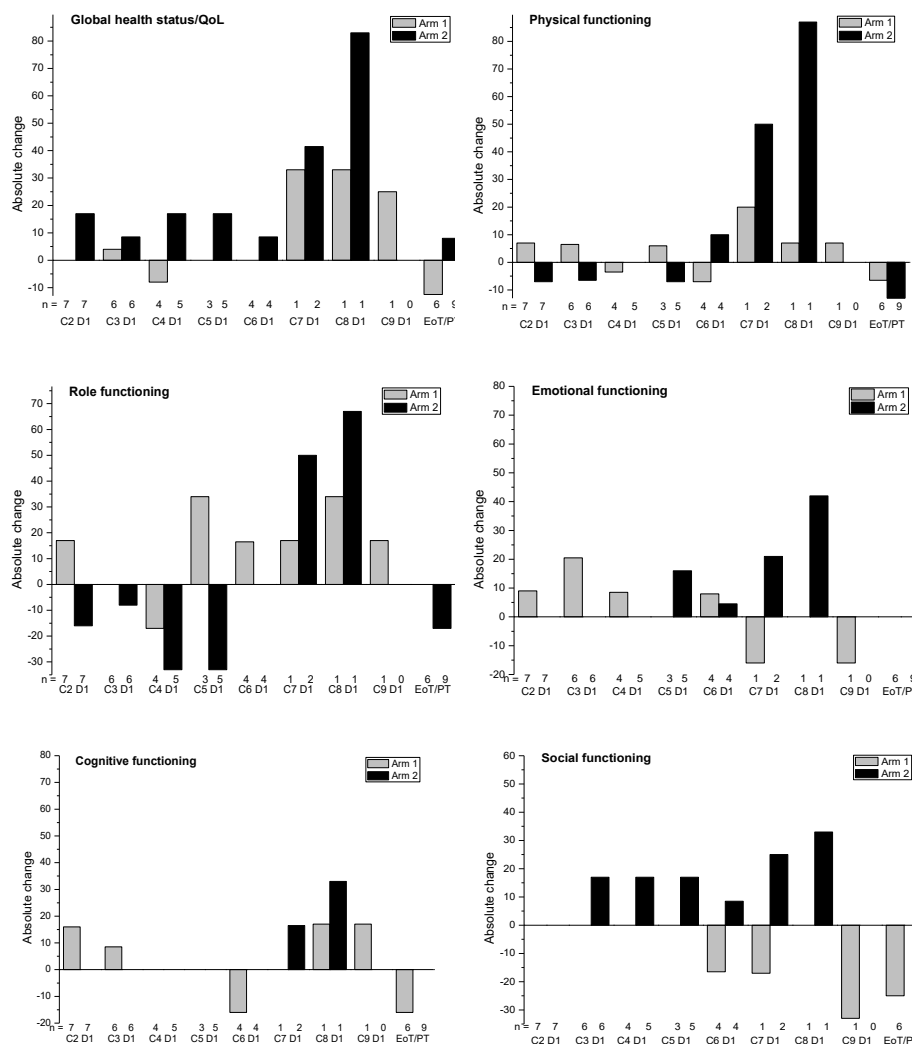 Global health status/QoL
Arm 1
Arm 2
Absolute change
80
70
60
50
40
30
20
10
0
-10
n = 7 7 6 6 4 5 3 5 4 4 1 2 1 1 1 0 6 9
C2 D1 C3 D1 C4 D1 C5 D1 C6 D1 C7 D1 C8 D1 C9 D1 EoT/PT
Physical functioning
Arm 1
Arm 2
Absolute change
80
70
60
50
40
30
20
10
0
-10
n = 7 7 6 6 4 5 3 5 4 4 1 2 1 1 1 0 6 9
C2 D1 C3 D1 C4 D1 C5 D1 C6 D1 C7 D1 C8 D1 C9 D1 EoT/PT
Role functioning
Arm 1
Arm 2
Absolute change
70
60
50
40
30
20
10
0
-10
-20
-30
n = 7 7 6 6 4 5 3 5 4 4 1 2 1 1 1 0 6 9
C2 D1 C3 D1 C4 D1 C5 D1 C6 D1 C7 D1 C8 D1 C9 D1 EoT/PT
Emotional functioning
Arm 1
Arm 2
Absolute change
80
70
60
50
40
30
20
10
0
-10
-20
n = 7 7 6 6 4 5 3 5 4 4 1 2 1 1 1 0 6 9
C2 D1 C3 D1 C4 D1 C5 D1 C6 D1 C7 D1 C8 D1 C9 D1 EoT/PT
Cognitive functioning
Arm 1
Arm 2
Absolute change
80
70
60
50
40
30
20
10
0
-10
-20
n = 7 7 6 6 4 5 3 5 4 4 1 2 1 1 1 0 6 9
C2 D1 C3 D1 C4 D1 C5 D1 C6 D1 C7 D1 C8 D1 C9 D1 EoT/PT
Social functioning
Arm 1
Arm 2
Absolute change
60
50
40
30
20
10
0
-10
-20
-30
n = 7 7 6 6 4 5 3 5 4 4 1 2 1 1 1 0 6
C2 D1 C3 D1 C4 D1 C5 D1 C6 D1 C7 D1 C8 D1 C9 D1 EoT/P